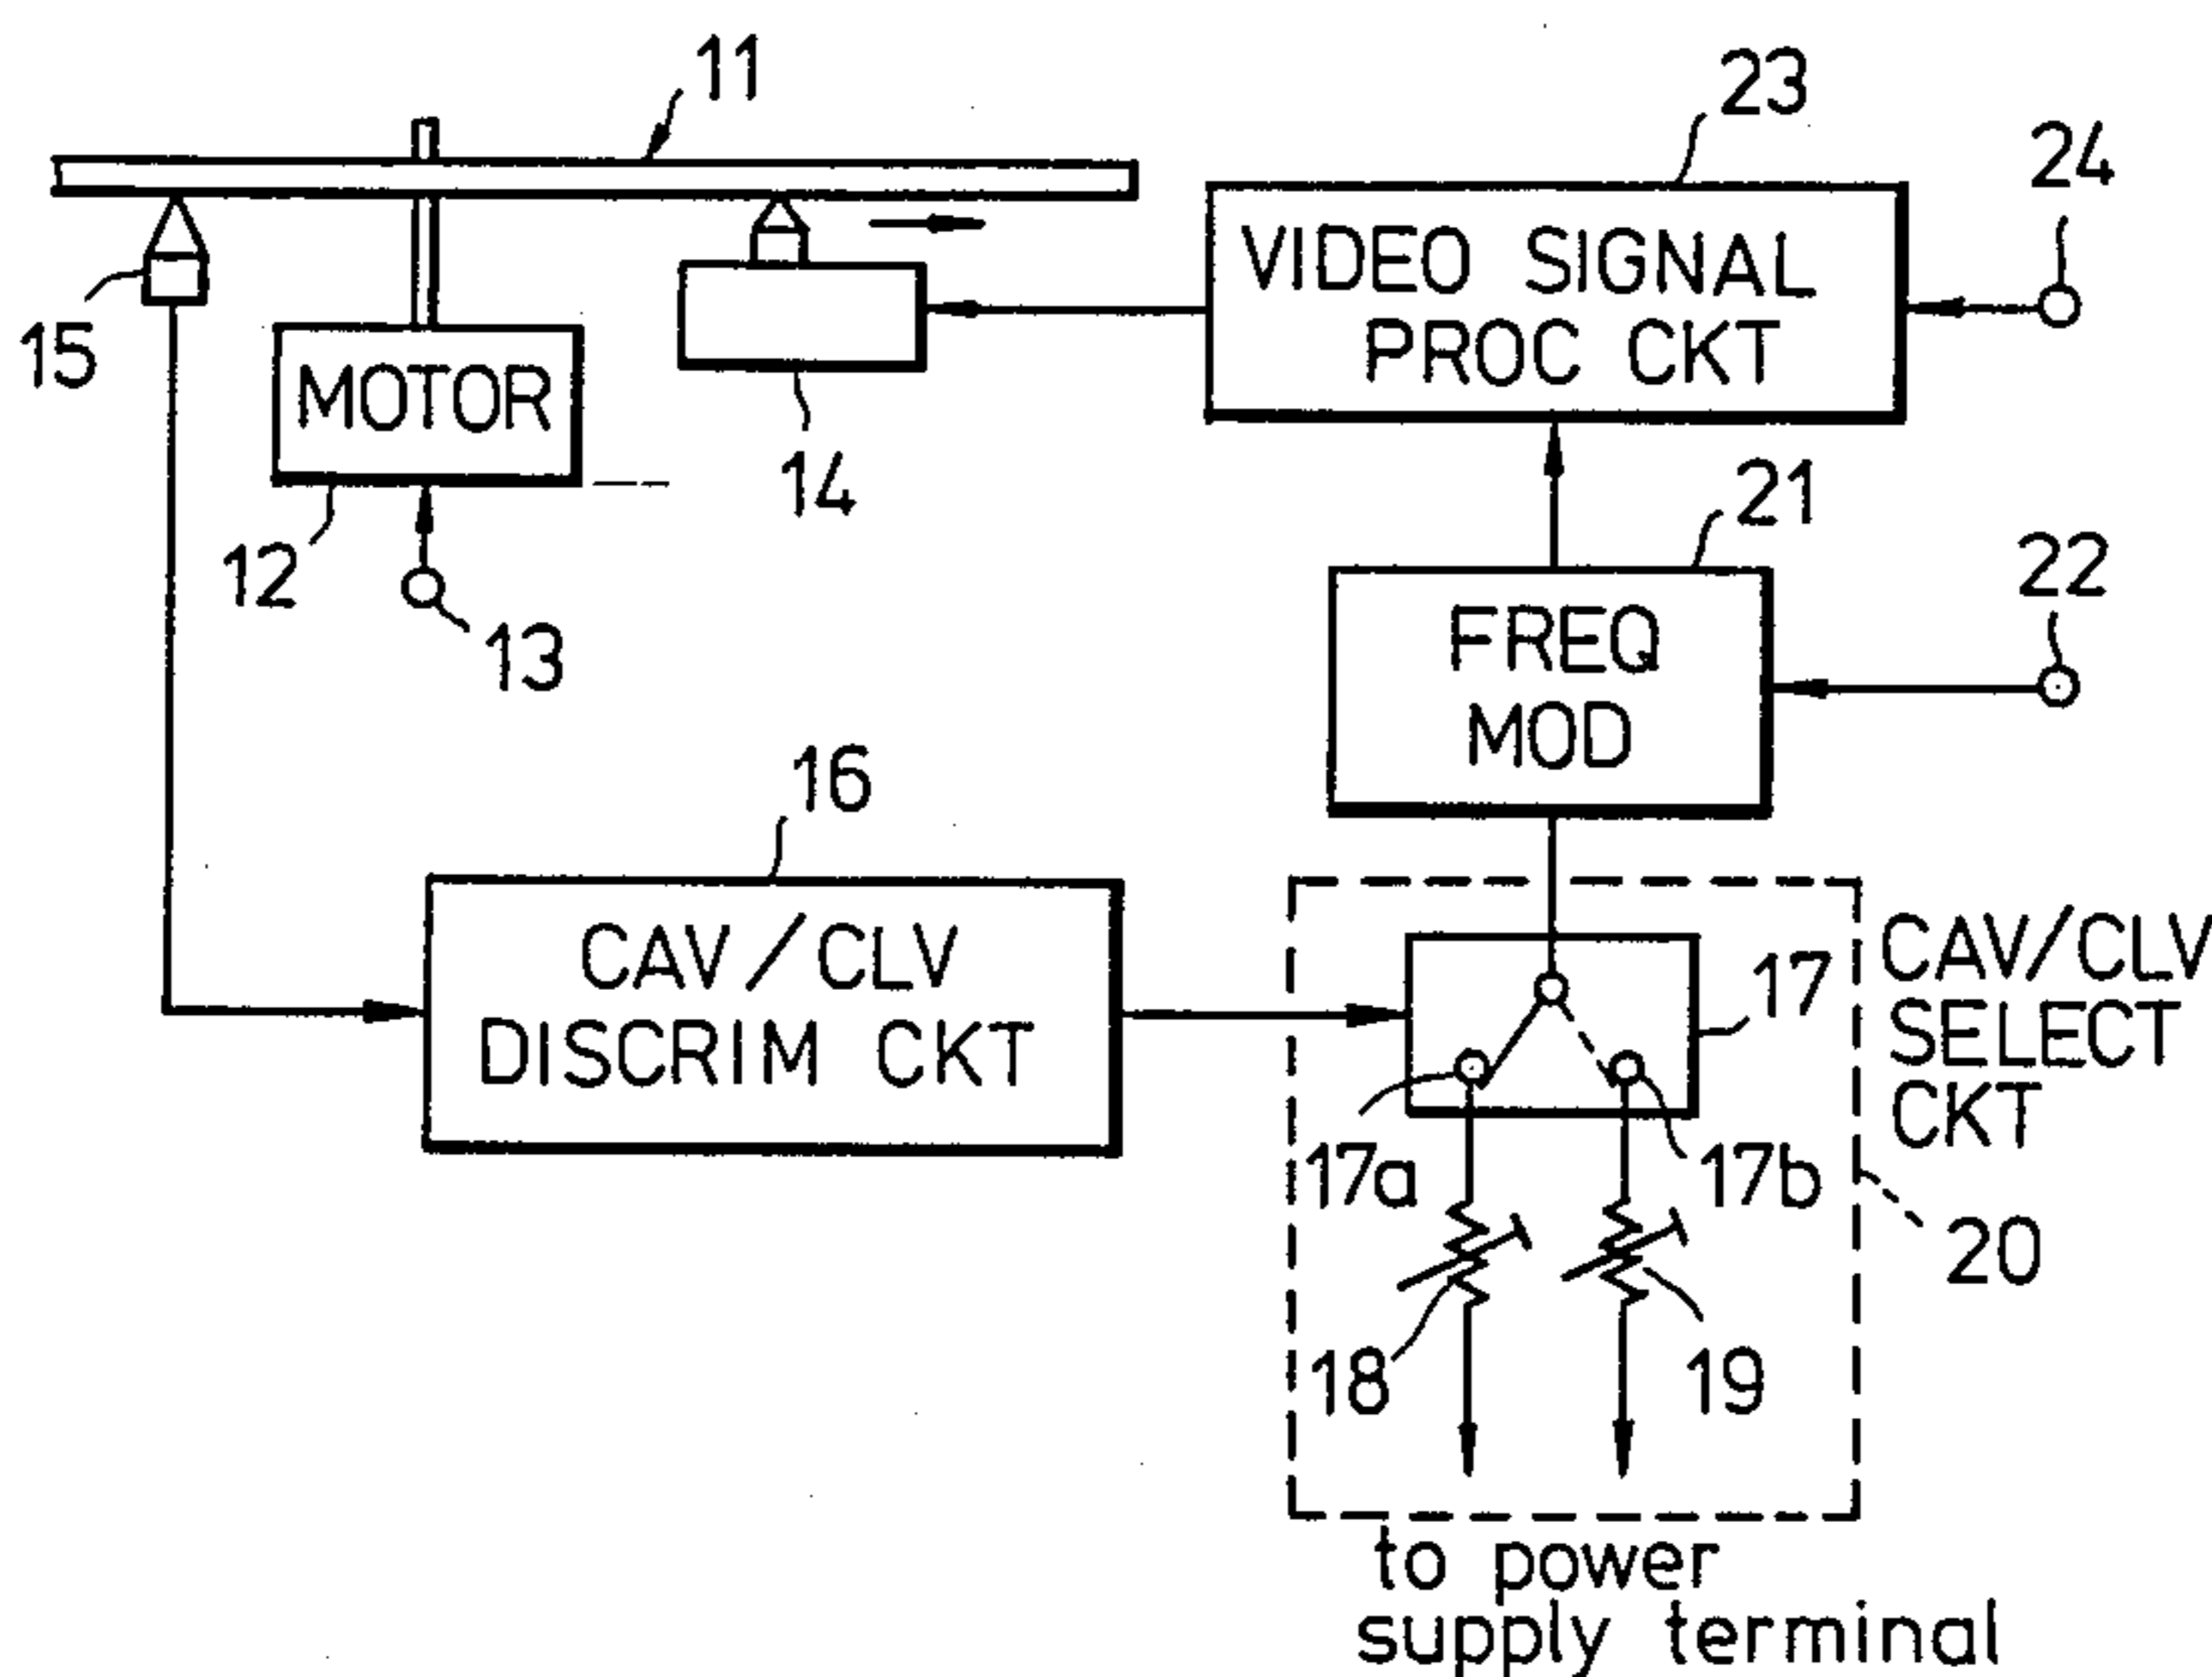 11
23
24
VIDEO SIGNAL
PROC CKT
15
MOTOR
14
12
13
21
22
FREQ
MOD
16
CAV/CLV
DISCRIM CKT
17
CAV/CLV
SELECT
CKT
17a
17b
18
19
20
to power
supply terminal